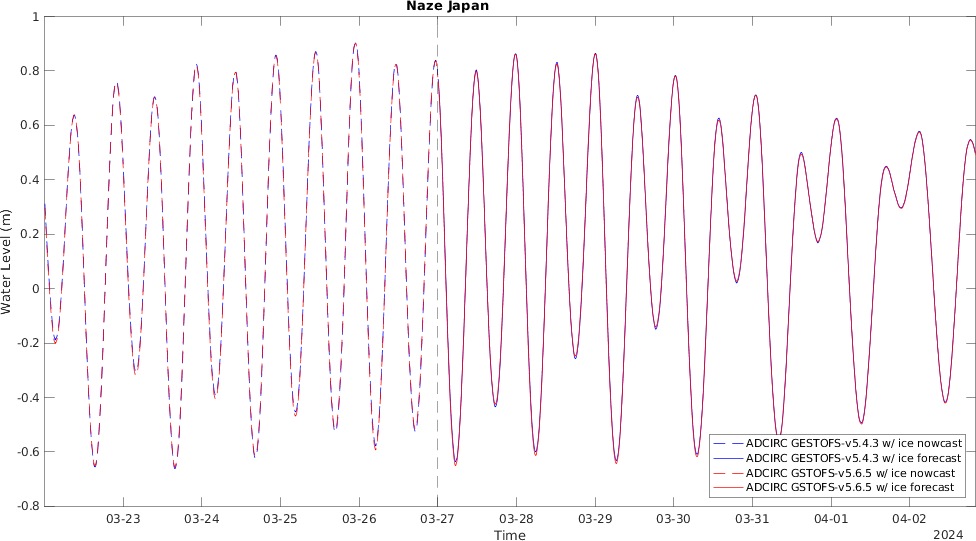 Naze Japan
Water Level (m)
1
0.8
0.6
0.4
0.2
0
-0.2
-0.4
-0.6
-0.8
ADCIRC GESTOFS-v5.4.3 w/ ice nowcast
ADCIRC GESTOFS-v5.4.3 w/ ice forecast
ADCIRC GSTOFS-v5.6.5 w/ ice nowcast
ADCIRC GSTOFS-v5.6.5 w/ ice forecast
03-23 03-24 03-25 03-26 03-27 03-28 03-29 03-30 03-31 04-01 04-02
Time
2024